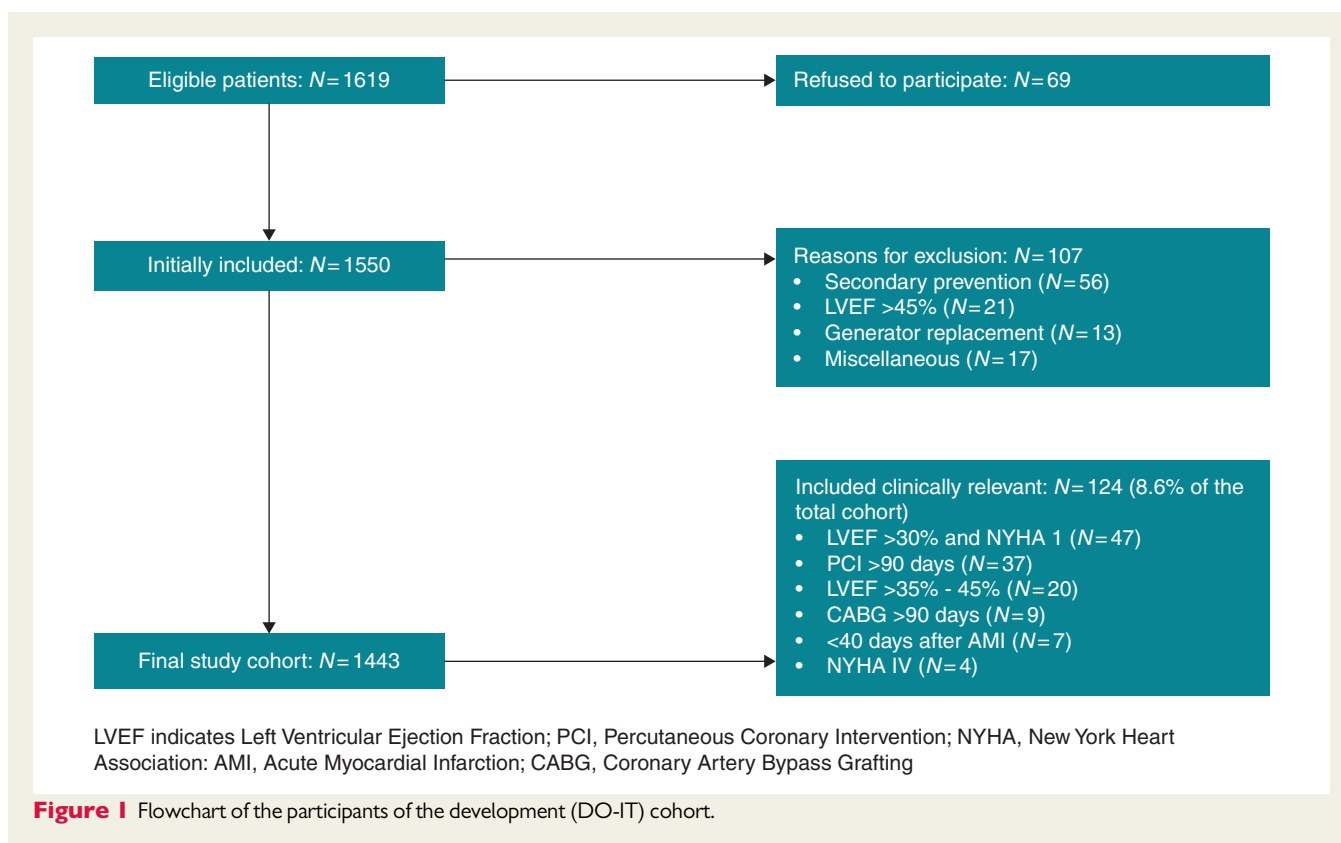 Eligible patients: N=1619
Refused to participate: N=69
Initially included: N=1550
Reasons for exclusion: N=107
• Secondary prevention (N=56)
• LVEF >45% (N=21)
• Generator replacement (N=13)
• Miscellaneous (N=17)
Final study cohort: N=1443
Included clinically relevant: N=124 (8.6% of the
total cohort)
• LVEF >30% and NYHA 1 (N=47)
• PCI >90 days (N=37)
• LVEF >35% - 45% (N=20)
• CABG >90 days (N=9)
• <40 days after AMI (N=7)
• NYHA IV (N=4)
LVEF indicates Left Ventricular Ejection Fraction; PCI, Percutaneous Coronary Intervention; NYHA, New York Heart
Association: AMI, Acute Myocardial Infarction; CABG, Coronary Artery Bypass Grafting
Figure 1 Flowchart of the participants of the development (DO-IT) cohort.